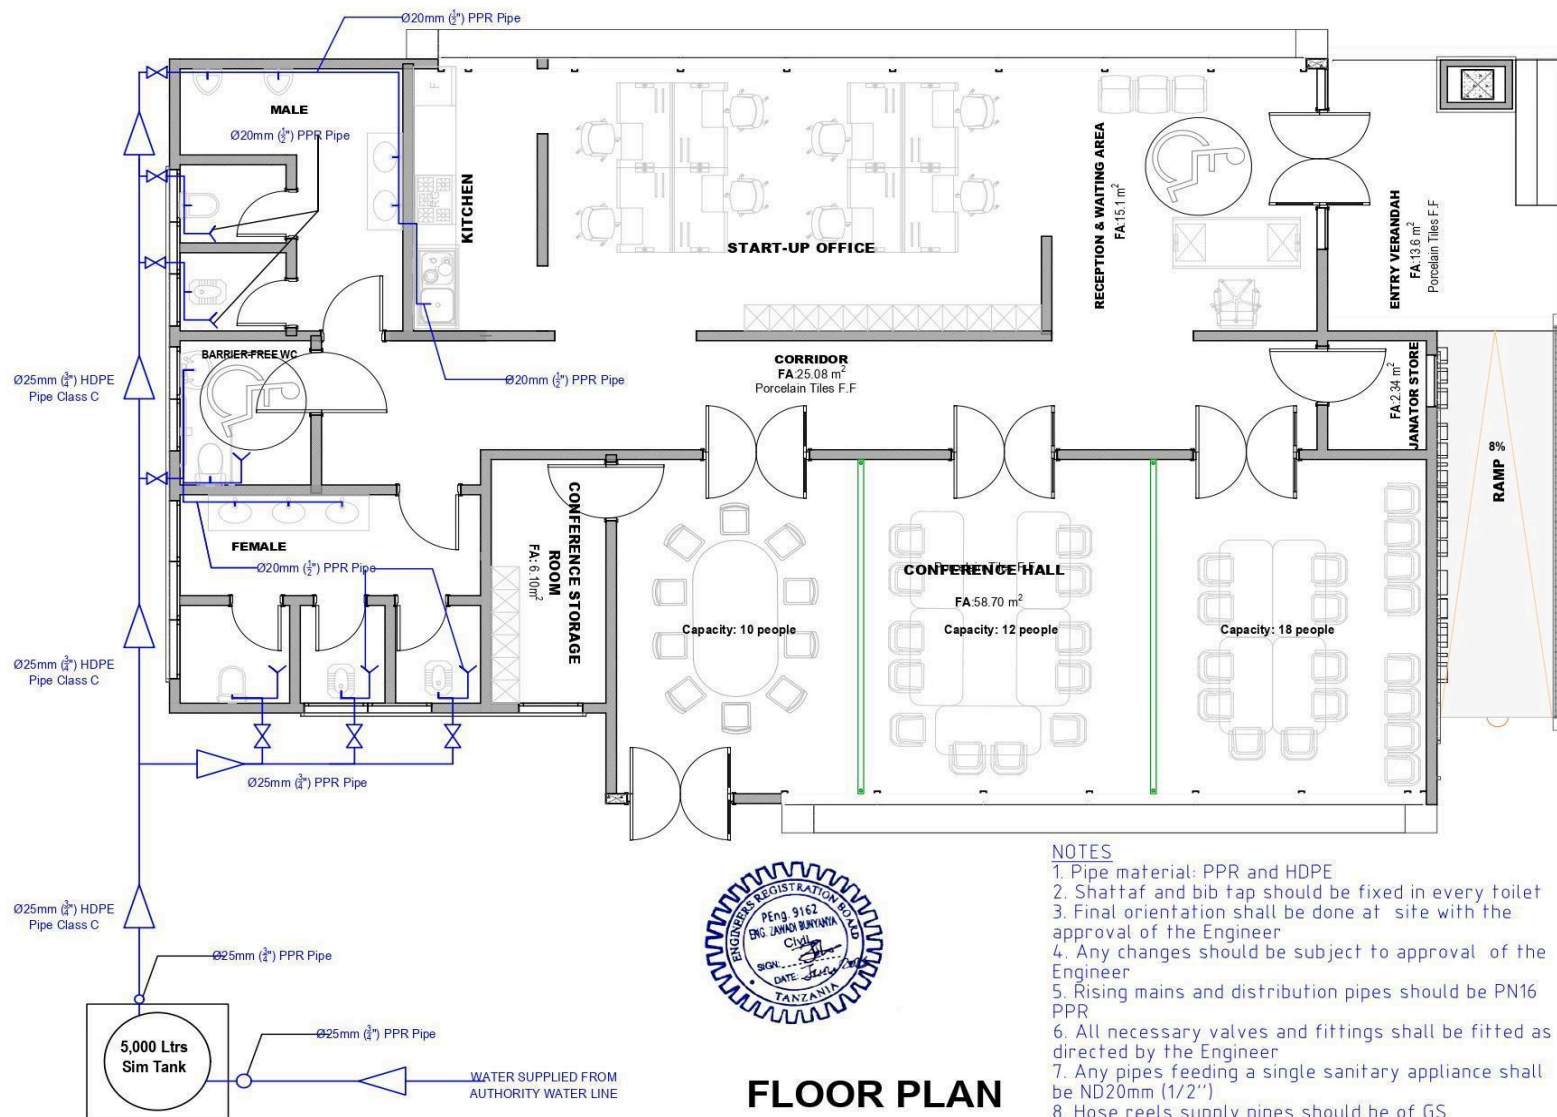 Ø20mm (1/2") PPR Pipe
MALE
Ø20mm (1/2") PPR Pipe
KITCHEN
START-UP OFFICE
RECEPTION & WAITING AREA
FA:15.1 m²
ENTRY VERANDAH
FA:13.6 m²
Porcelain Tiles F.F
BARRIER-FREE WC
Ø25mm (3/4") HDPE
Pipe Class C
Ø20mm (1/2") PPR Pipe
CORRIDOR
FA:25.08 m²
Porcelain Tiles F.F
FA:2.34 m²
JANATOR STORE
8%
RAMP
FEMALE
Ø20mm (1/2") PPR Pipe
CONFERENCE STORAGE
ROOM
FA: 6.10m²
Porcelain Tiles F.F
CONFERENCE HALL
FA:58.70 m²
Capacity: 10 people
Capacity: 12 people
Capacity: 18 people
Ø25mm (3/4") HDPE
Pipe Class C
Ø25mm (3/4") PPR Pipe
Ø25mm (3/4") HDPE
Pipe Class C
Ø25mm (3/4") PPR Pipe
5,000 Ltrs
Sim Tank
Ø25mm (3/4") PPR Pipe
WATER SUPPLIED FROM
AUTHORITY WATER LINE
ENGINEERS REGISTRATION BOARD
PEng. 9162
ENG. ZAWADI BUNYANYA
Civil
SIGN:
DATE:
TANZANIA
FLOOR PLAN
NOTES
1. Pipe material: PPR and HDPE
2. Shattaf and bib tap should be fixed in every toilet
3. Final orientation shall be done at site with the
approval of the Engineer
4. Any changes should be subject to approval of the
Engineer
5. Rising mains and distribution pipes should be PN16
PPR
6. All necessary valves and fittings shall be fitted as
directed by the Engineer
7. Any pipes feeding a single sanitary appliance shall
be ND20mm (1/2'')
8. Hose reels supply pipes should be of GS